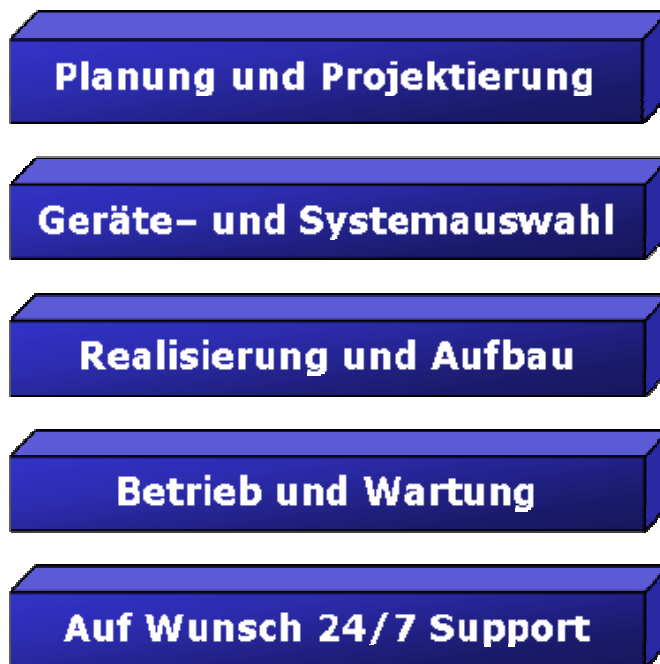 Planung und Projektierung
Geräte– und Systemauswahl
Realisierung und Aufbau
Betrieb und Wartung
Auf Wunsch 24/7 Support